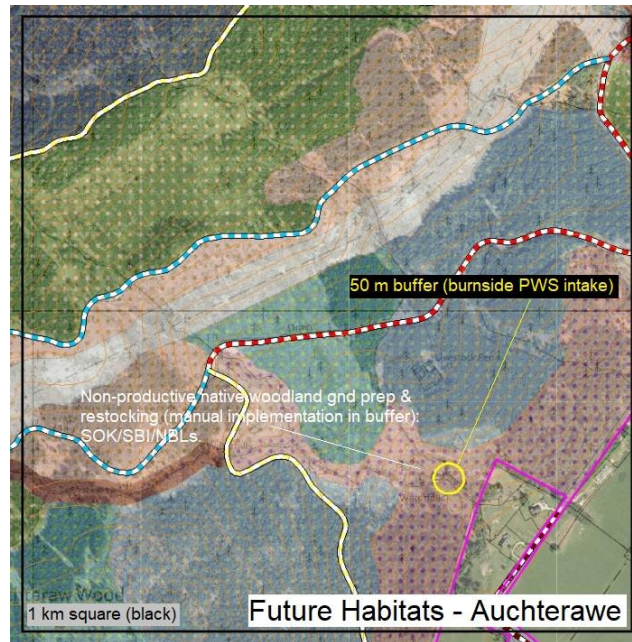 50 m buffer (burnside PWS intake)
Non-productive native woodland gnd prep &
restocking (manual implementation in buffer):
SOK/SBI/NBLs.
Wood
1 km square (black)
Future Habitats - Auchterawe